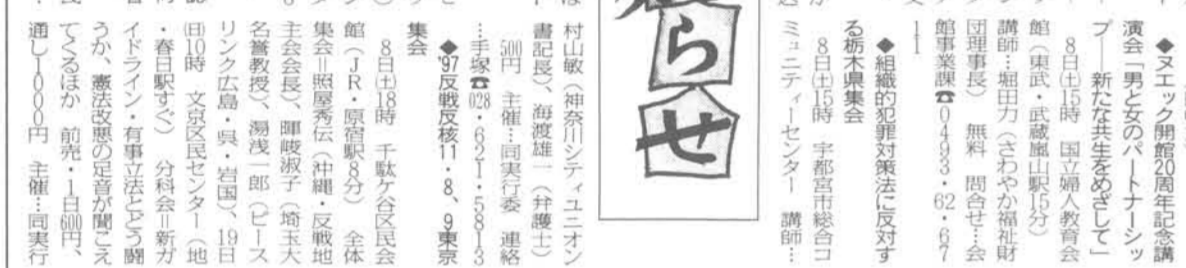 ◆ヌエック開館20周年記念講
演会「男と女のパートナーシッ
プ――新たな共生をめざして」
8日㈯15時 国立婦人教育会
館（東武・武蔵嵐山駅15分）
講師…堀田力（さわやか福祉財
団理事長） 無料 問合せ…会
館事業課☎0493・62・67
11
◆組織的犯罪対策法に反対す
る栃木県集会
8日㈯15時 宇都宮市総合コ
ミュニティーセンター 講師…
らせ
村山敏（神奈川シティユニオン
書記長）、海渡雄一（弁護士）
500円 主催…同実行委 連絡
…手塚☎028・621・5813
◆'97反戦反核11・8、9東京
集会
8日㈯18時 千駄ケ谷区民会
館（JR・原宿駅8分） 全体
集会＝照屋秀伝（沖縄・反戦地
主会会長）、暉峻淑子（埼玉大
名誉教授）、湯浅一郎（ピース
リンク広島・呉・岩国）、19日
㈰10時 文京区民センター（地
・春日駅すぐ） 分科会＝新ガ
イドライン・有事立法とどう闘
うか、憲法改悪の足音が聞こえ
てくるほか 前売・1日600円、
通し1000円 主催…同実行